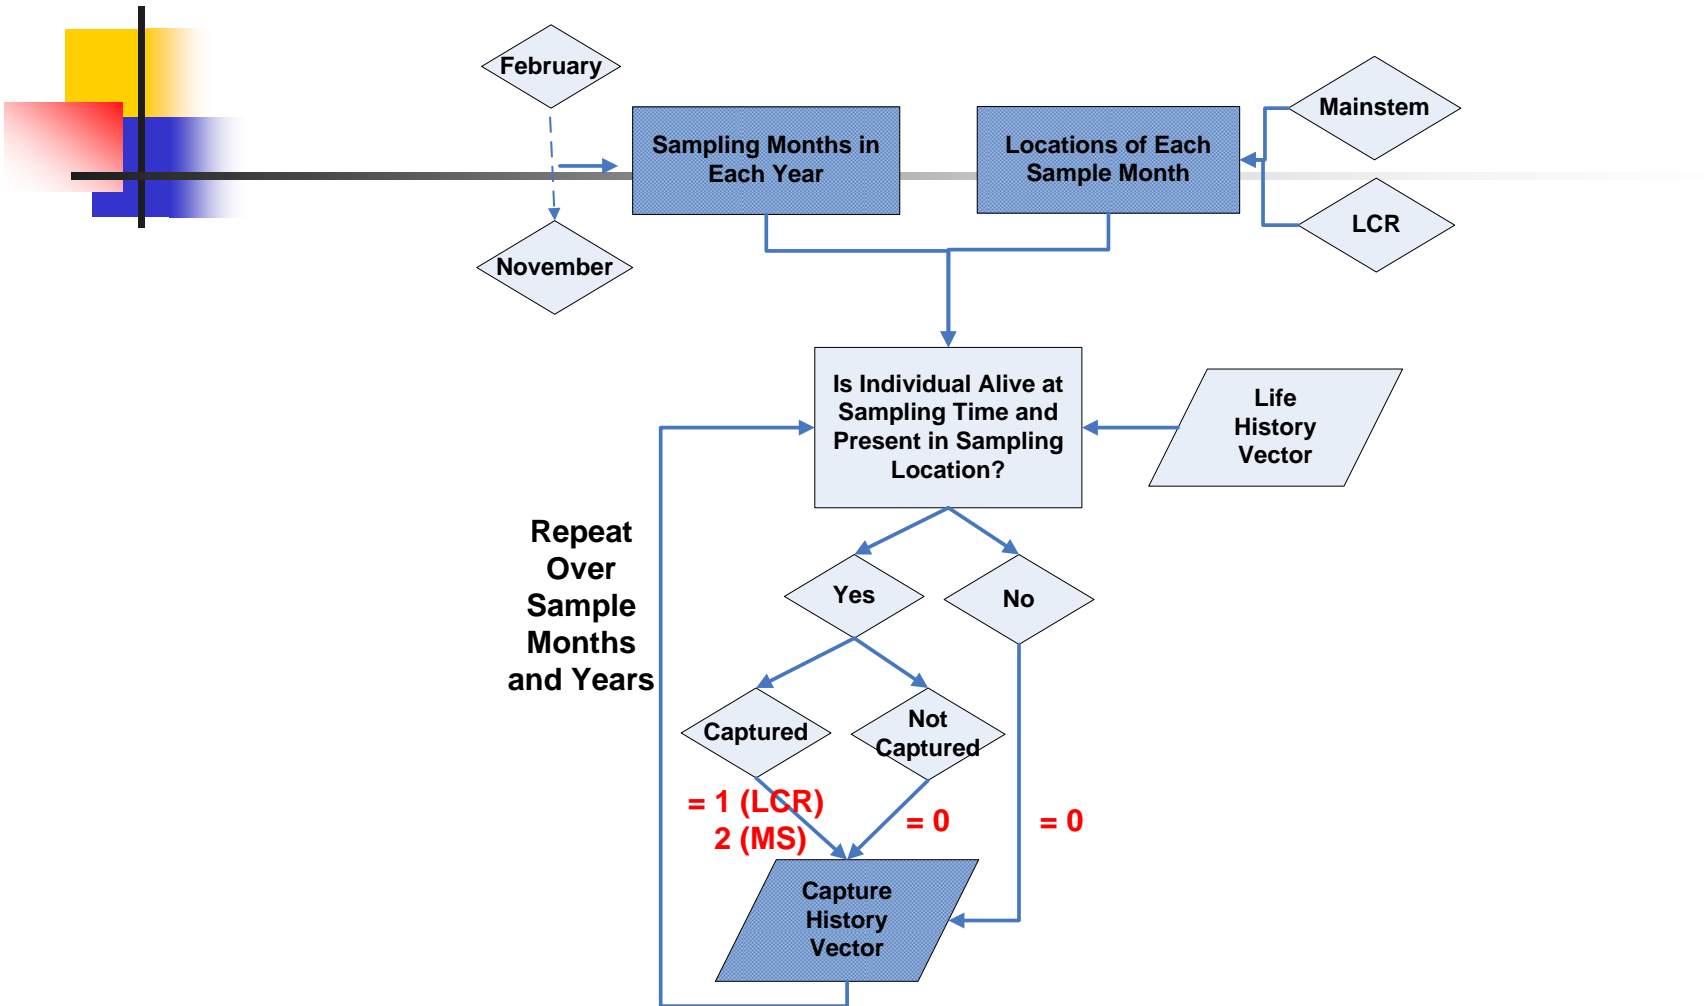 February
Sampling Months in
Each Year
Locations of Each
Sample Month
Mainstem
LCR
November
Is Individual Alive at
Sampling Time and
Present in Sampling
Location?
Life
History
Vector
Repeat
Over
Sample
Months
and Years
Yes
No
Captured
Not
Captured
= 1 (LCR)
2 (MS)
= 0
= 0
Capture
History
Vector